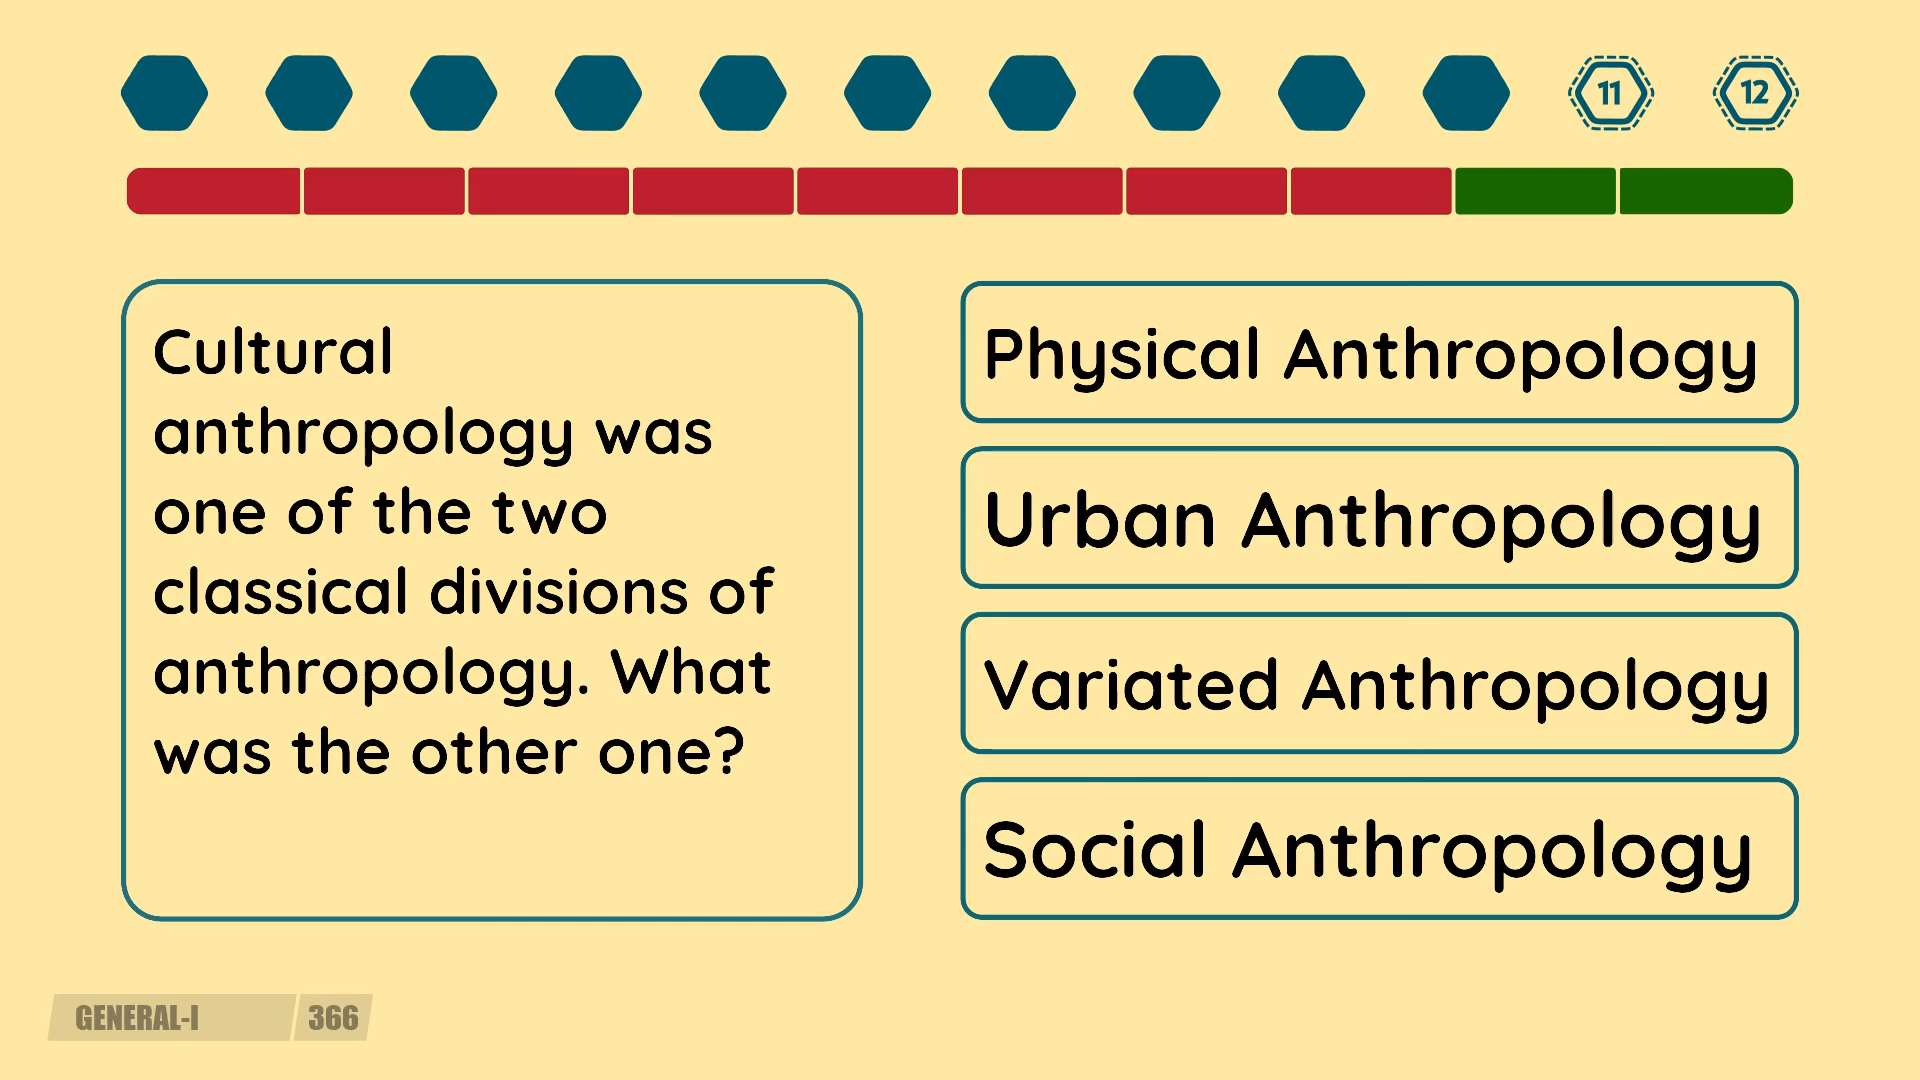 11
12
Cultural
anthropology was
one of the two
classical divisions of
anthropology. What
was the other one?
Physical Anthropology
Urban Anthropology
Variated Anthropology
Social Anthropology
GENERAL-I 366